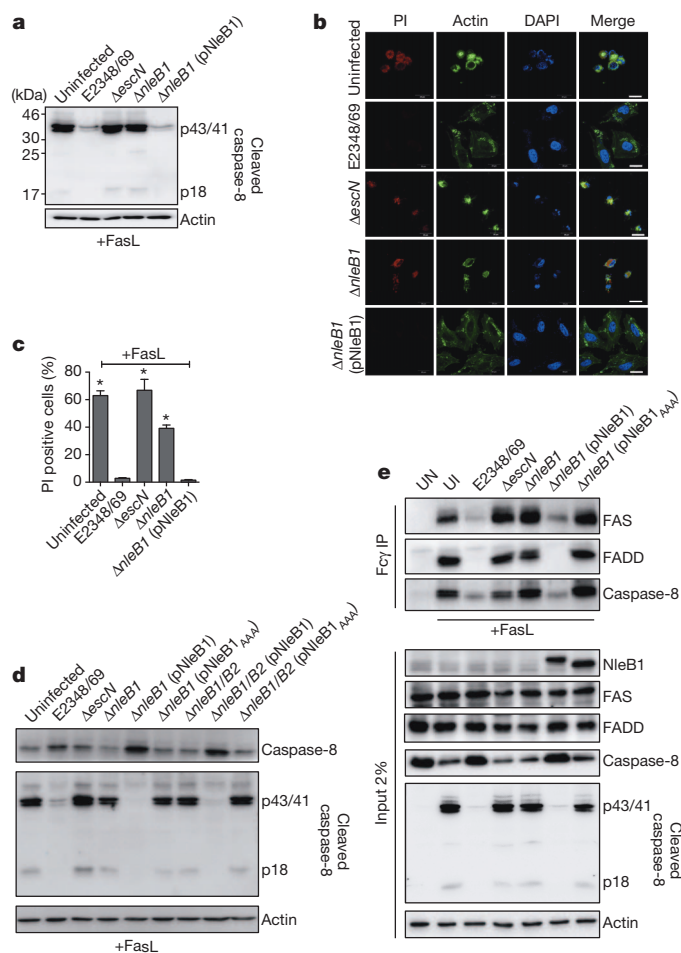 a
(kDa)
Uninfected
E2348/69
ΔescN
ΔnleB1
ΔnleB1 (pNleB1)
46
30
25
17
p43/41
p18
Cleaved
caspase-8
Actin
+FasL
b
PI
Actin
DAPI
Merge
Uninfected
E2348/69
ΔescN
ΔnleB1
ΔnleB1
(pNleB1)
c
+FasL
PI positive cells (%)
80
60
40
20
0
*
*
*
Uninfected
E2348/69
ΔescN
ΔnleB1
ΔnleB1 (pNleB1)
d
Uninfected
E2348/69
ΔescN
ΔnleB1
ΔnleB1 (pNleB1)
ΔnleB1 (pNleB1AAA)
ΔnleB1/B2
ΔnleB1/B2 (pNleB1)
ΔnleB1/B2 (pNleB1AAA)
Caspase-8
p43/41
p18
Cleaved
caspase-8
Actin
+FasL
e
UN
UI
E2348/69
ΔescN
ΔnleB1
ΔnleB1 (pNleB1)
ΔnleB1 (pNleB1AAA)
Fcγ IP
FAS
FADD
Caspase-8
+FasL
Input 2%
NleB1
FAS
FADD
Caspase-8
p43/41
p18
Cleaved
caspase-8
Actin